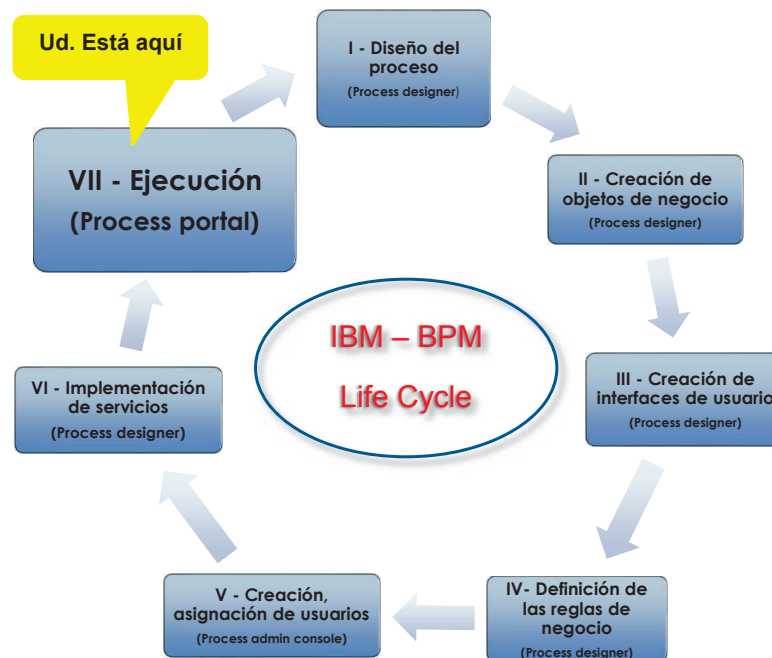 Ud. Está aquí
I - Diseño del
proceso
(Process designer)
II - Creación de
objetos de negocio
(Process designer)
III - Creación de
interfaces de usuario
(Process designer)
IV- Definición de
las reglas de
negocio
(Process designer)
V - Creación,
asignación de usuarios
(Process admin console)
VI - Implementación
de servicios
(Process designer)
VII - Ejecución
(Process portal)
IBM – BPM
Life Cycle